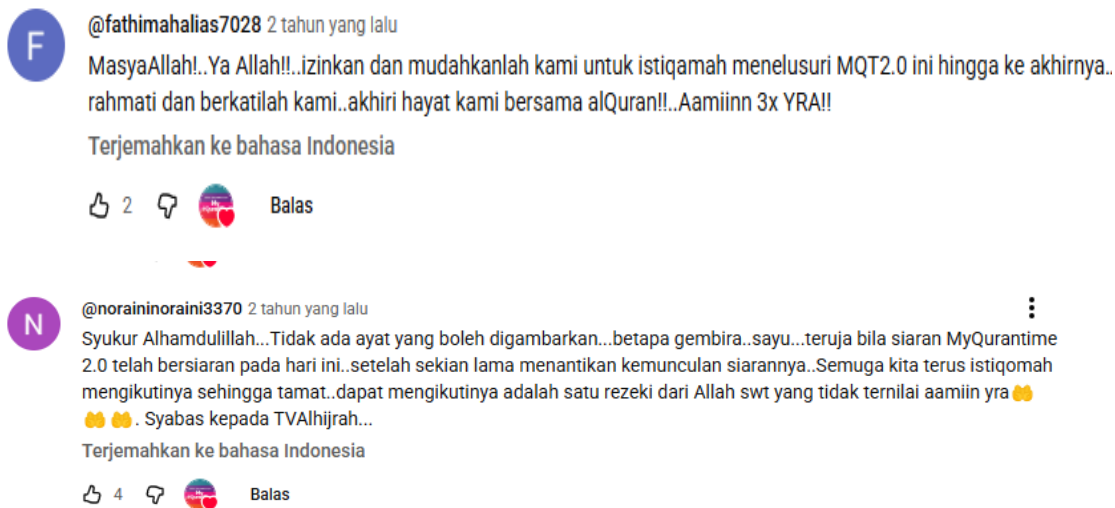 F
@fathimahalias7028 2 tahun yang lalu
MasyaAllah!..Ya Allah!!..izinkan dan mudahkanlah kami untuk istiqamah menelusuri MQT2.0 ini hingga ke akhirnya..
rahmati dan berkatilah kami..akhiri hayat kami bersama alQuran!!..Aamiinn 3x YRA!!
Terjemahkan ke bahasa Indonesia
2 Balas
N
@noraininoraini3370 2 tahun yang lalu
Syukur Alhamdulillah...Tidak ada ayat yang boleh digambarkan...betapa gembira..sayu...teruja bila siaran MyQurantime
2.0 telah bersiaran pada hari ini..setelah sekian lama menantikan kemunculan siarannya..Semuga kita terus istiqomah
mengikutinya sehingga tamat..dapat mengikutinya adalah satu rezeki dari Allah swt yang tidak ternilai aamiin yra🤲
🤲🤲. Syabas kepada TVAlhijrah...
Terjemahkan ke bahasa Indonesia
4 Balas